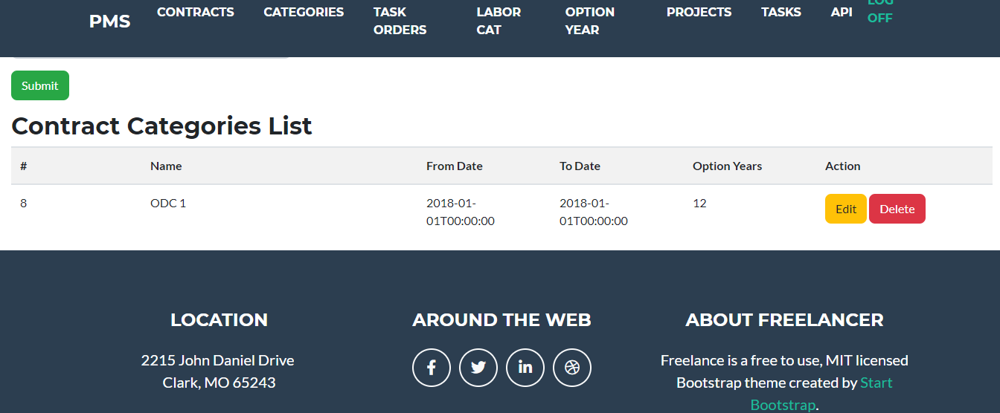 PMS
CONTRACTS
CATEGORIES
TASK
ORDERS
LABOR
CAT
OPTION
YEAR
PROJECTS
TASKS
API
LOG
OFF
Submit
Contract Categories List
# Name From Date To Date Option Years Action
8 ODC 1 2018-01- 2018-01- 12 Edit Delete
01T00:00:00 01T00:00:00
LOCATION
2215 John Daniel Drive
Clark, MO 65243
AROUND THE WEB
ABOUT FREELANCER
Freelance is a free to use, MIT licensed
Bootstrap theme created by Start
Bootstrap.